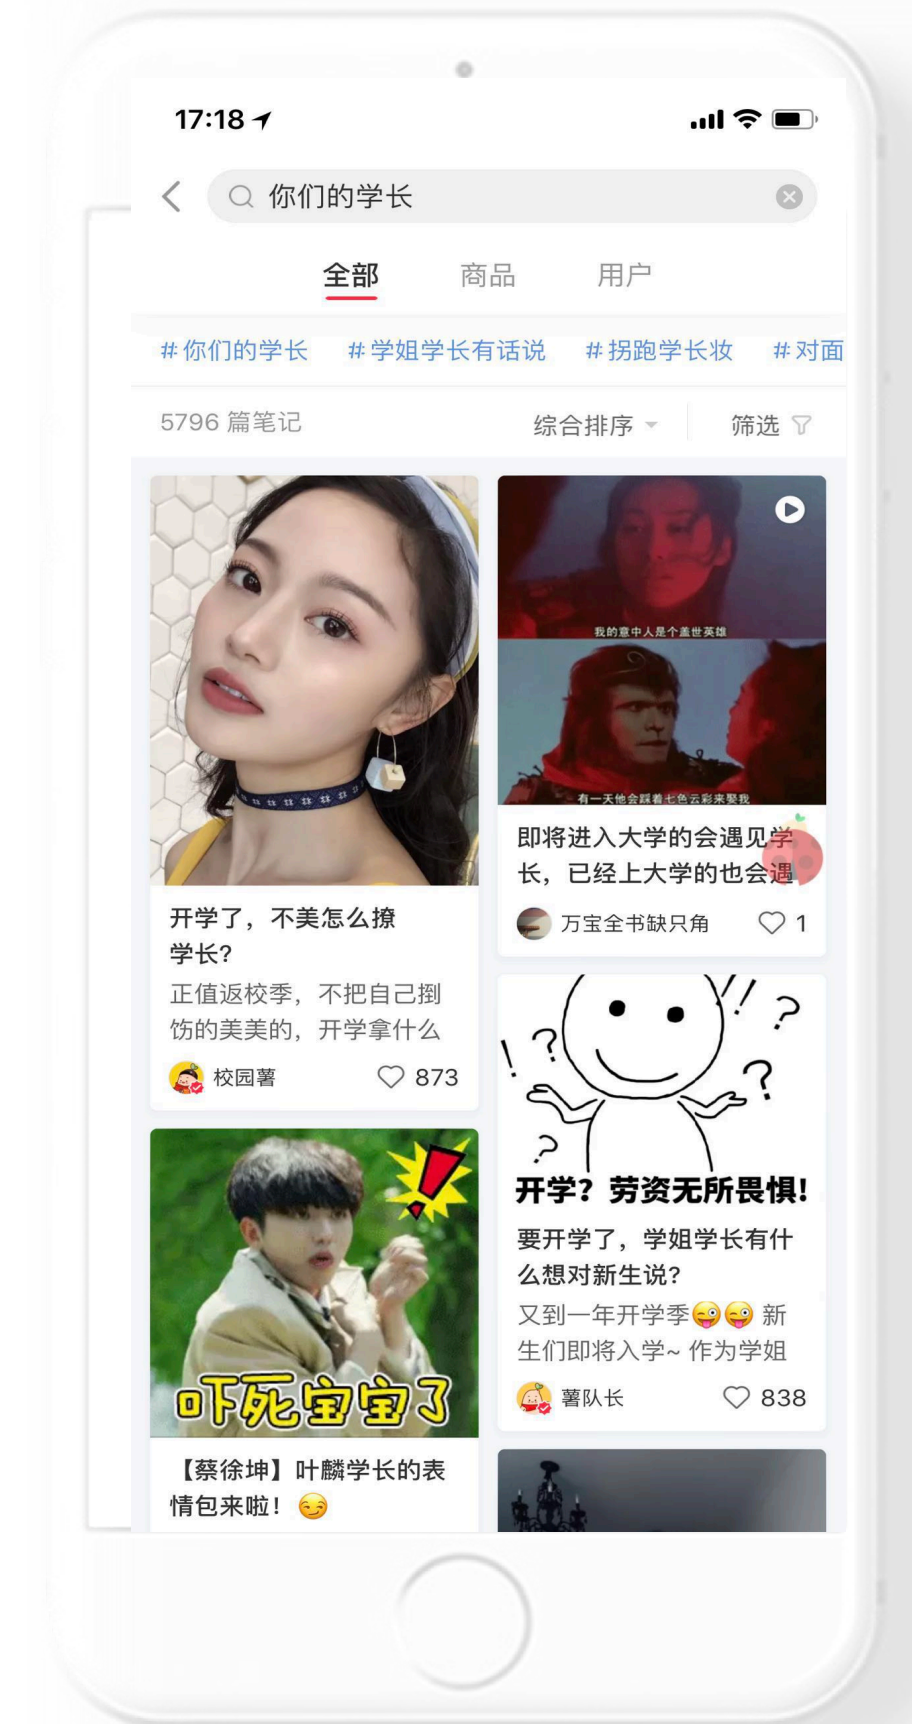 17:18
你们的学长
全部 商品 用户
#你们的学长 #学姐学长有话说 #拐跑学长妆 #对面
5796 篇笔记 综合排序 筛选
开学了，不美怎么撩
学长?
正值返校季，不把自己捯
饬的美美的，开学拿什么
校园薯 873
我的意中人是个盖世英雄
有一天他会踩着七色云彩来娶我
即将进入大学的会遇见学
长，已经上大学的也会遇
万宝全书缺只角 1
!!?
!?
?
?
开学？劳资无所畏惧!
要开学了，学姐学长有什
么想对新生说?
又到一年开学季😜😜 新
生们即将入学~ 作为学姐
薯队长 838
!
吓死宝宝了
【蔡徐坤】叶麟学长的表
情包来啦！😏